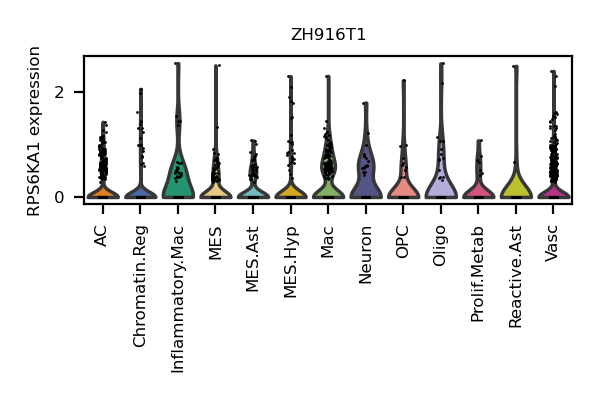 ZH916T1
RPS6KA1 expression
2
0
AC
Chromatin.Reg
Inflammatory.Mac
MES
MES.Ast
MES.Hyp
Mac
Neuron
OPC
Oligo
Prolif.Metab
Reactive.Ast
Vasc